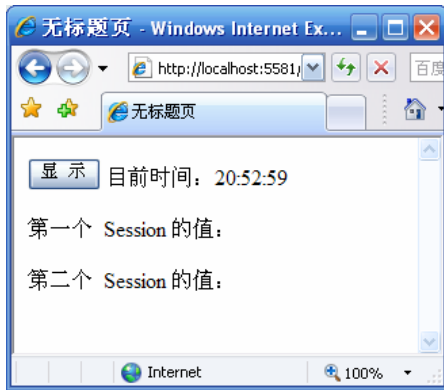 无标题页 - Windows Internet Ex...
http://localhost:5581/
百度
无标题页
显 示 目前时间：20:52:59
第一个 Session 的值：
第二个 Session 的值：
Internet 100%